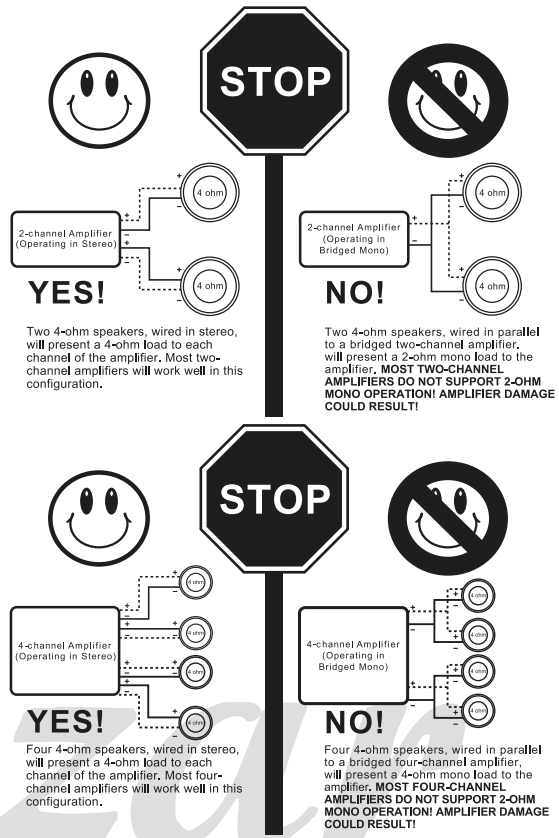 STOP
+
4 ohm
−
2-channel Amplifier
(Operating in Stereo)
+
−
+
−
+
4 ohm
−
YES!
Two 4-ohm speakers, wired in stereo,
will present a 4-ohm load to each
channel of the amplifier. Most two-
channel amplifiers will work well in this
configuration.
+
4 ohm
−
2-channel Amplifier
(Operating in
Bridged Mono)
+
−
+
4 ohm
−
NO!
Two 4-ohm speakers, wired in parallel
to a bridged two-channel amplifier,
will present a 2-ohm mono load to the
amplifier. MOST TWO-CHANNEL
AMPLIFIERS DO NOT SUPPORT 2-OHM
MONO OPERATION! AMPLIFIER DAMAGE
COULD RESULT!
STOP
+
4 ohm
−
+
4 ohm
−
4-channel Amplifier
(Operating in Stereo)
+
−
+
−
+
−
+
−
+
4 ohm
−
+
4 ohm
−
YES!
Four 4-ohm speakers, wired in stereo,
will present a 4-ohm load to each
channel of the amplifier. Most four-
channel amplifiers will work well in this
configuration.
+
4 ohm
−
+
4 ohm
−
4-channel Amplifier
(Operating in
Bridged Mono)
+
−
+
−
+
4 ohm
−
+
4 ohm
−
NO!
Four 4-ohm speakers, wired in parallel
to a bridged four-channel amplifier,
will present a 4-ohm mono load to the
amplifier. MOST FOUR-CHANNEL
AMPLIFIERS DO NOT SUPPORT 2-OHM
MONO OPERATION! AMPLIFIER DAMAGE
COULD RESULT!